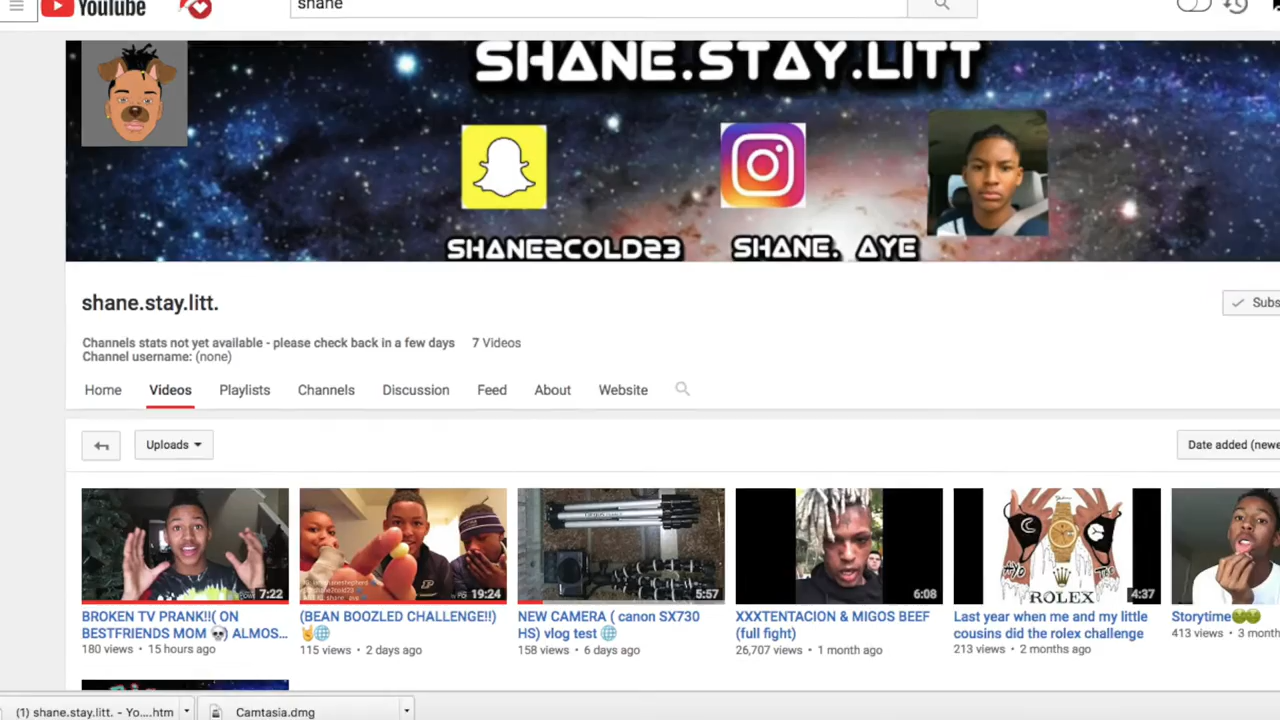 YouTube
shane
SHANE.STAY.LITT
SHANE2COLD23
SHANE. AYE
shane.stay.litt.
Subs
Channels stats not yet available - please check back in a few days 7 Videos
Channel username: (none)
Home Videos Playlists Channels Discussion Feed About Website
Uploads
Date added (newe
7:22
19:24
5:57
6:08
ROLEX
4:37
BROKEN TV PRANK!!( ON
BESTFRIENDS MOM 💀) ALMOS...
180 views • 15 hours ago
(BEAN BOOZLED CHALLENGE!!)
🤘🌐
115 views • 2 days ago
NEW CAMERA ( canon SX730
HS) vlog test 🌐
158 views • 6 days ago
XXXTENTACION & MIGOS BEEF
(full fight)
26,707 views • 1 month ago
Last year when me and my little
cousins did the rolex challenge
213 views • 2 months ago
Storytime🤢🤢
413 views • 3 month
(1) shane.stay.litt. - Yo....htm
Camtasia.dmg